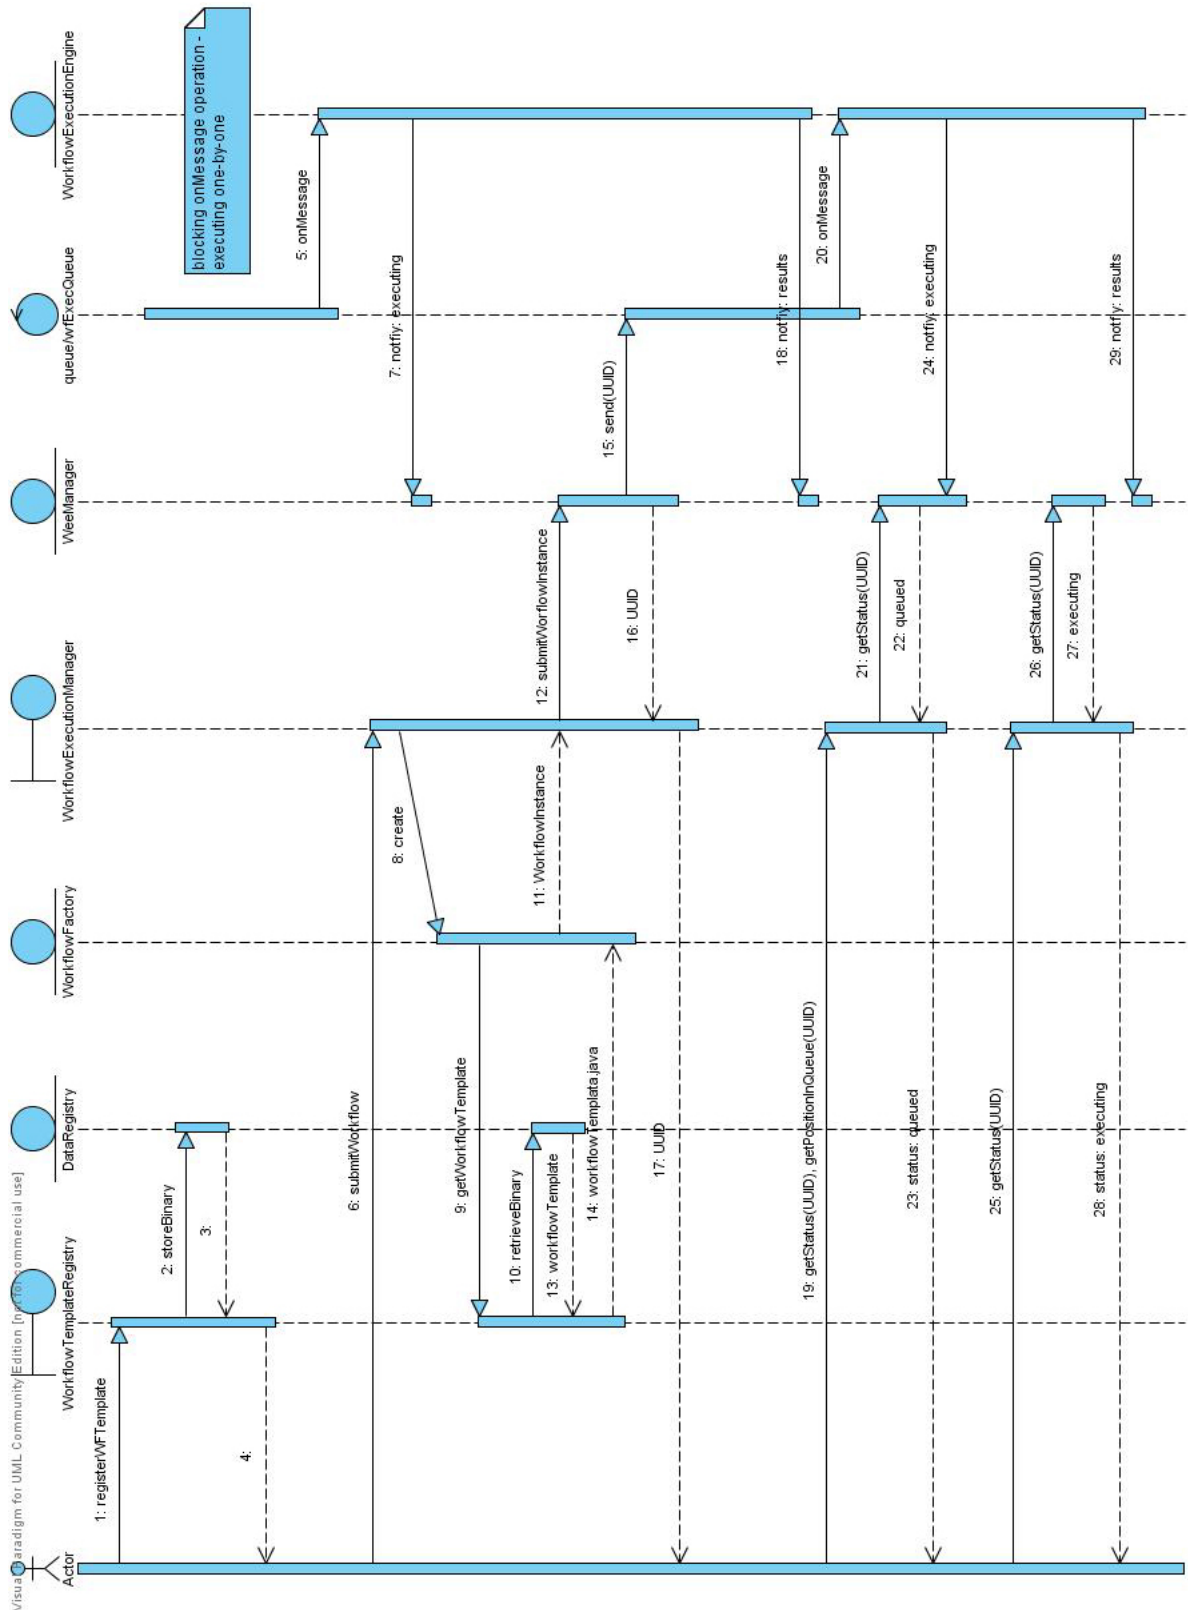 Visual Paradigm for UML Community Edition [not for commercial use]
Actor
WorkflowTemplateRegistry
DataRegistry
WorkflowFactory
WorkflowExecutionManager
WeeManager
queue/wfExecQueue
WorkflowExecutionEngine
blocking onMessage operation -
executing one-by-one
1: registerWFTemplate
2: storeBinary
3:
4:
5: onMessage
6: submitWorkflow
7: notfiy: executing
8: create
9: getWorkflowTemplate
10: retrieveBinary
11: WorkflowInstance
12: submitWorflowInstance
13: workflowTemplate
14: workflowTemplata.java
15: send(UUID)
16: UUID
17: UUID
18: notfiy: results
19: getStatus(UUID), getPositionInQueue(UUID)
20: onMessage
21: getStatus(UUID)
22: queued
23: status: queued
24: notfiy: executing
25: getStatus(UUID)
26: getStatus(UUID)
27: executing
28: status: executing
29: notfiy: results